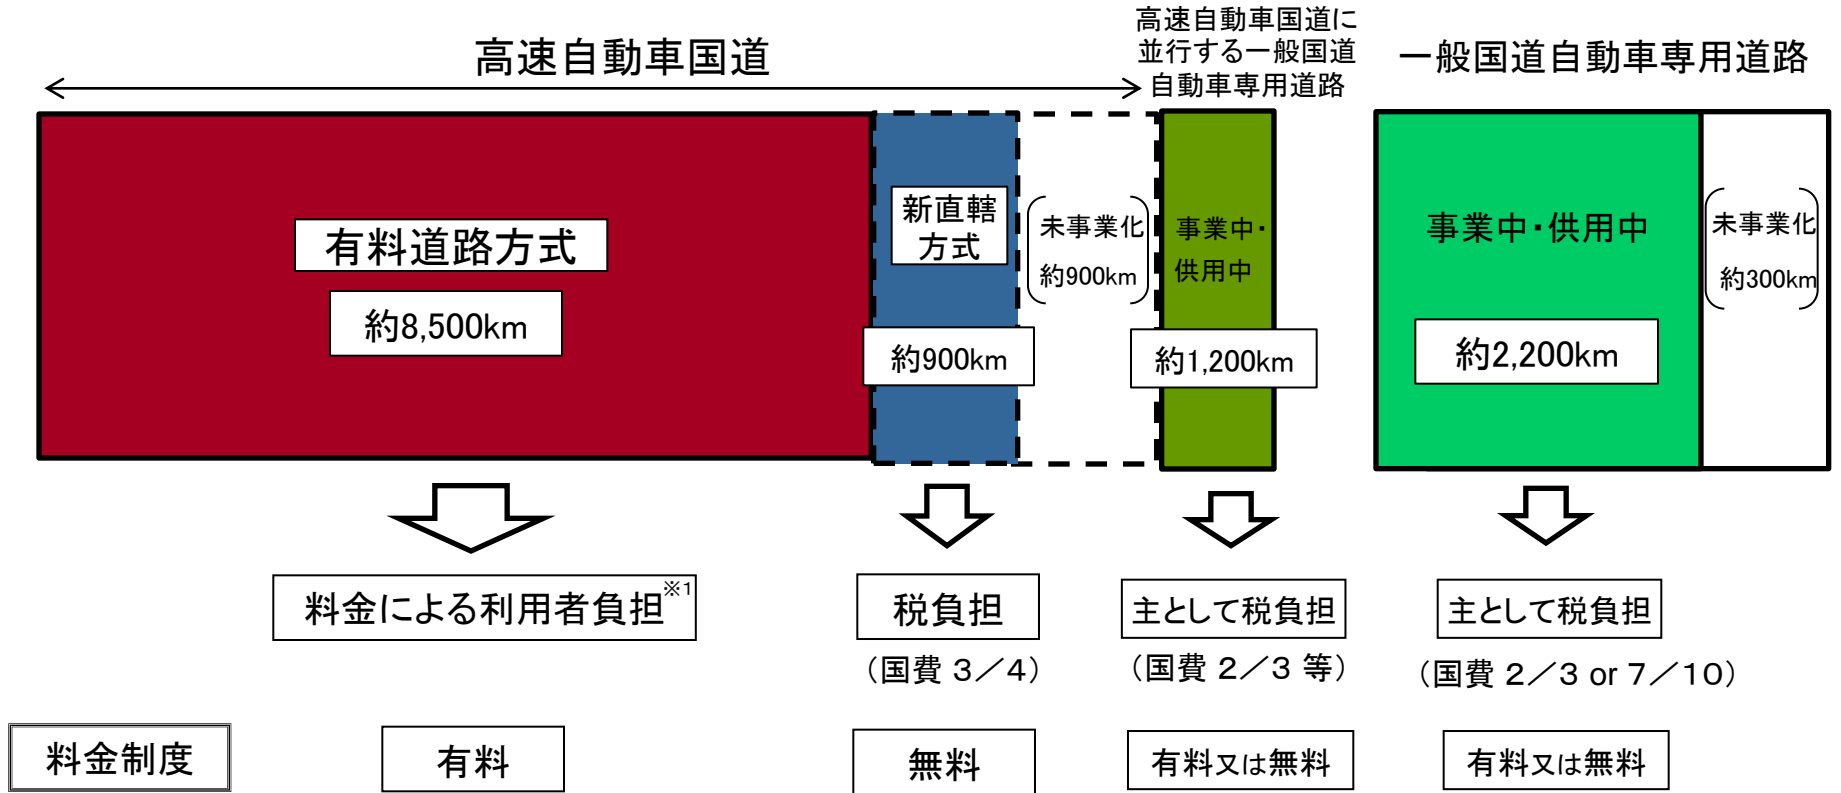 高速自動車国道
高速自動車国道に
並行する一般国道
自動車専用道路
一般国道自動車専用道路
有料道路方式
約8,500km
新直轄
方式
約900km
未事業化
約900km
事業中・
供用中
約1,200km
事業中・供用中
約2,200km
未事業化
約300km
料金による利用者負担※1
税負担
（国費 3／4）
主として税負担
（国費 2／3 等）
主として税負担
（国費 2／3 or 7／10）
料金制度
有料
無料
有料又は無料
有料又は無料